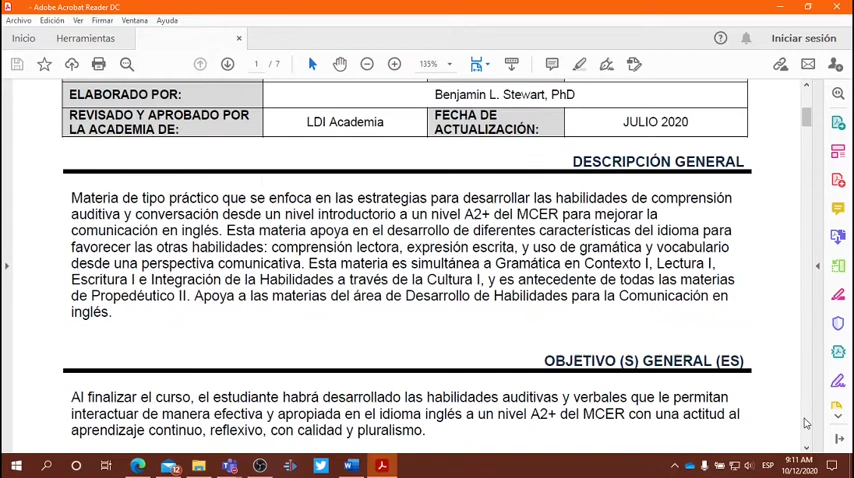 - Adobe Acrobat Reader DC
Archivo Edición Ver Firmar Ventana Ayuda
Inicio Herramientas Iniciar sesión
1 / 7 135%
ELABORADO POR: Benjamin L. Stewart, PhD
REVISADO Y APROBADO POR LA ACADEMIA DE: LDI Academia FECHA DE ACTUALIZACIÓN: JULIO 2020
DESCRIPCIÓN GENERAL
Materia de tipo práctico que se enfoca en las estrategias para desarrollar las habilidades de comprensión
auditiva y conversación desde un nivel introductorio a un nivel A2+ del MCER para mejorar la
comunicación en inglés. Esta materia apoya en el desarrollo de diferentes características del idioma para
favorecer las otras habilidades: comprensión lectora, expresión escrita, y uso de gramática y vocabulario
desde una perspectiva comunicativa. Esta materia es simultánea a Gramática en Contexto I, Lectura I,
Escritura I e Integración de la Habilidades a través de la Cultura I, y es antecedente de todas las materias
de Propedéutico II. Apoya a las materias del área de Desarrollo de Habilidades para la Comunicación en
inglés.
OBJETIVO (S) GENERAL (ES)
Al finalizar el curso, el estudiante habrá desarrollado las habilidades auditivas y verbales que le permitan
interactuar de manera efectiva y apropiada en el idioma inglés a un nivel A2+ del MCER con una actitud al
aprendizaje continuo, reflexivo, con calidad y pluralismo.
12 ESP 9:11 AM
10/12/2020